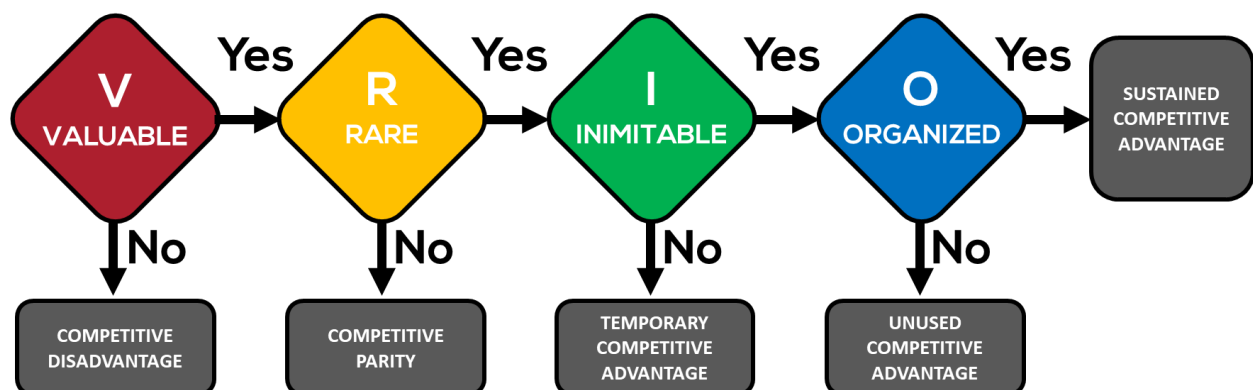 V
VALUABLE
Yes
R
RARE
Yes
I
INIMITABLE
Yes
O
ORGANIZED
Yes
SUSTAINED
COMPETITIVE
ADVANTAGE
No
No
No
No
COMPETITIVE
DISADVANTAGE
COMPETITIVE
PARITY
TEMPORARY
COMPETITIVE
ADVANTAGE
UNUSED
COMPETITIVE
ADVANTAGE